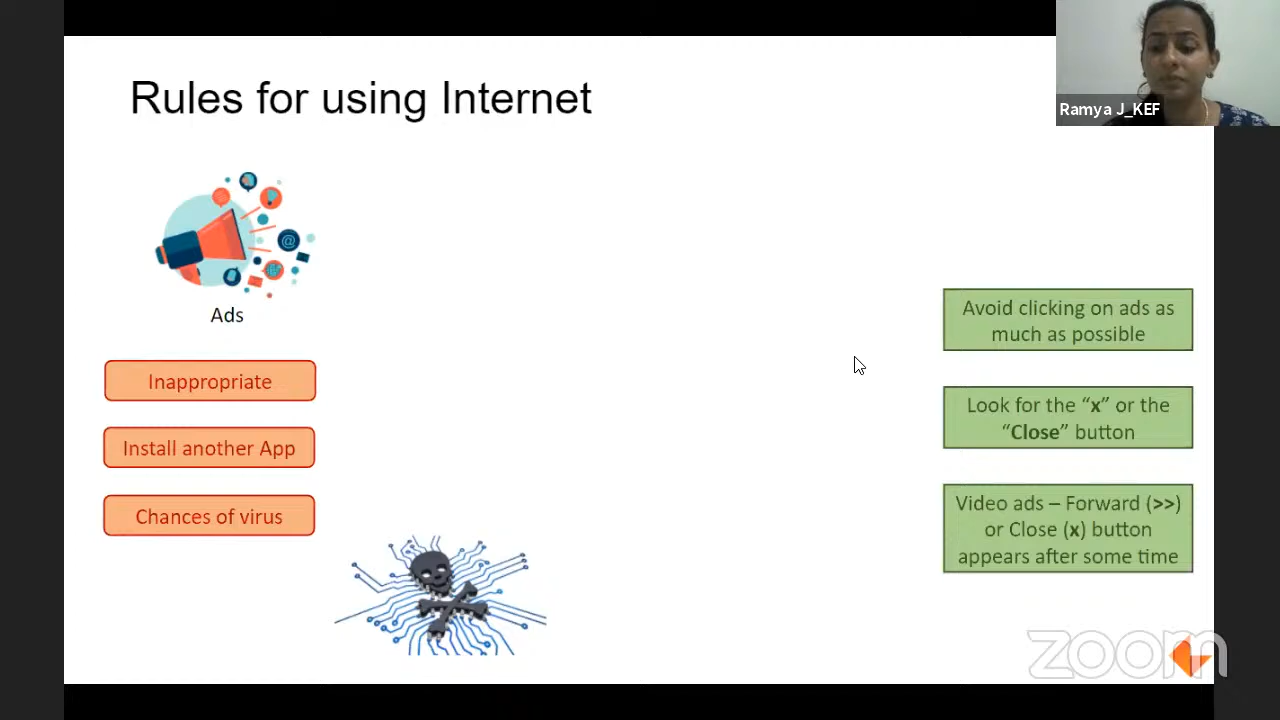 Rules for using Internet
Ramya J_KEF
@
Ads
Inappropriate
Install another App
Chances of virus
Avoid clicking on ads as
much as possible
Look for the “x” or the
“Close” button
Video ads – Forward (>>)
or Close (x) button
appears after some time
zoom